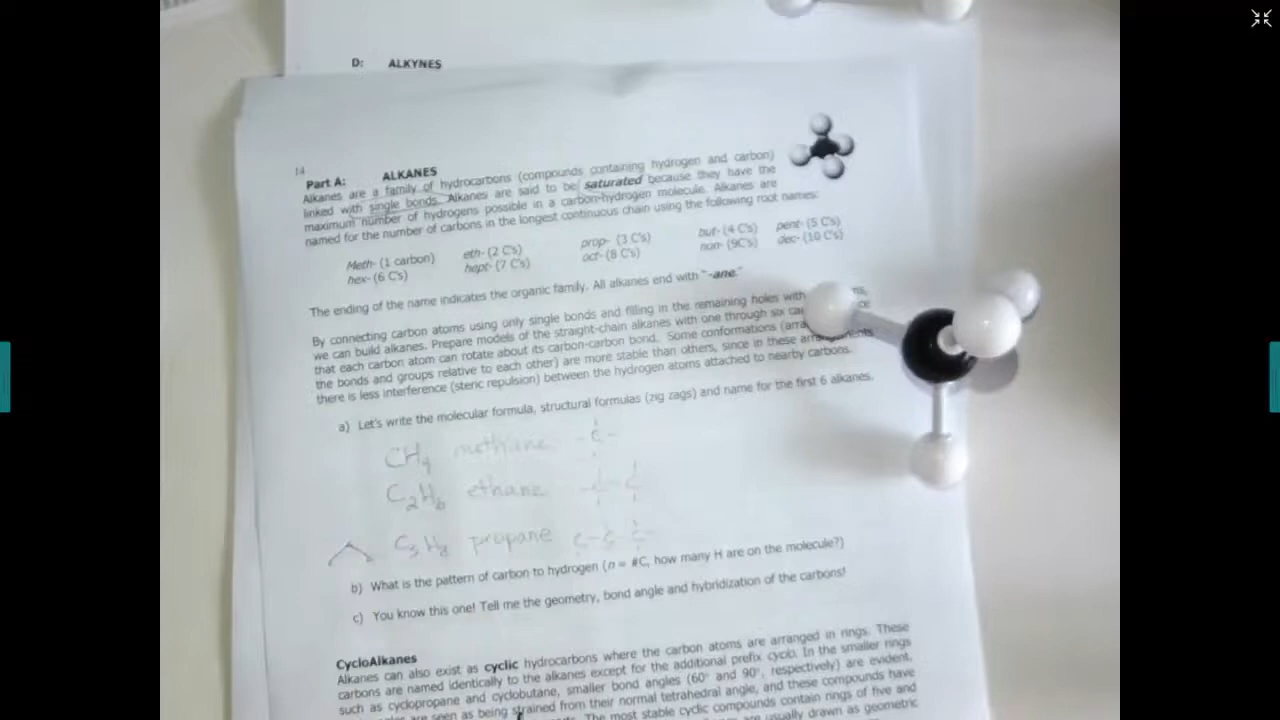 D: ALKYNES
14
Part A: ALKANES
Alkanes are a family of hydrocarbons (compounds containing hydrogen and carbon)
linked with single bonds. Alkanes are said to be saturated because they have the
maximum number of hydrogens possible in a carbon-hydrogen molecule. Alkanes are
named for the number of carbons in the longest continuous chain using the following root names:
Meth- (1 carbon) eth- (2 C's) prop- (3 C's) but- (4 C's) pent- (5 C's)
hex- (6 C's) hept- (7 C's) oct- (8 C's) non- (9C's) dec- (10 C's)
The ending of the name indicates the organic family. All alkanes end with "-ane."
By connecting carbon atoms using only single bonds and filling in the remaining holes with
we can build alkanes. Prepare models of the straight-chain alkanes with one through six
that each carbon atom can rotate about its carbon-carbon bond. Some conformations
the bonds and groups relative to each other) are more stable than others, since in these
there is less interference (steric repulsion) between the hydrogen atoms attached to nearby carbons.
a) Let's write the molecular formula, structural formulas (zig zags) and name for the first 6 alkanes.
CH4 methane -C-
C2H6 ethane -C-C
C3H8 propane C-C-C-
b) What is the pattern of carbon to hydrogen (n = #C, how many H are on the molecule?)
c) You know this one! Tell me the geometry, bond angle and hybridization of the carbons!
CycloAlkanes
Alkanes can also exist as cyclic hydrocarbons where the carbon atoms are arranged in rings. These
carbons are named identically to the alkanes except for the additional prefix cyclo. In the smaller rings
such as cyclopropane and cyclobutane, smaller bond angles (60° and 90°, respectively) are evident.
are seen as being strained from their normal tetrahedral angle, and these compounds have
The most stable cyclic compounds contain rings of five and
are usually drawn as geometric